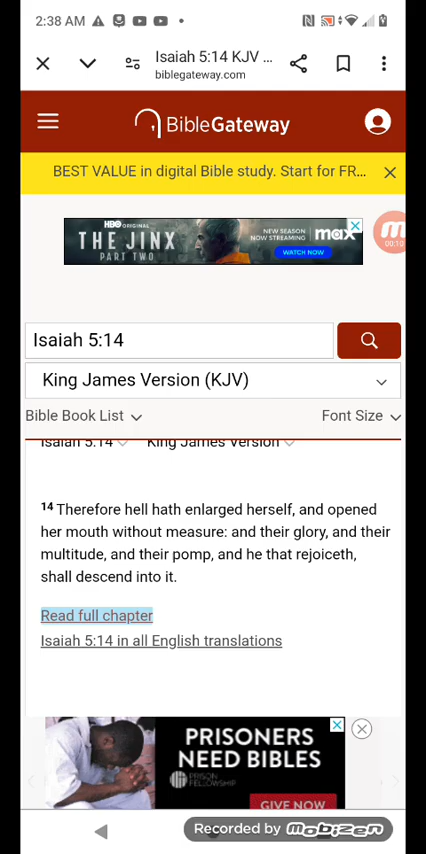 2:38 AM
Isaiah 5:14 KJV ...
biblegateway.com
BibleGateway
BEST VALUE in digital Bible study. Start for FR...
HBO ORIGINAL
THE JINX
PART TWO
NEW SEASON
NOW STREAMING
max
WATCH NOW
00:10
Isaiah 5:14
King James Version (KJV)
Bible Book List
Font Size
Isaiah 5:14 King James Version
14 Therefore hell hath enlarged herself, and opened
her mouth without measure: and their glory, and their
multitude, and their pomp, and he that rejoiceth,
shall descend into it.
Read full chapter
Isaiah 5:14 in all English translations
PRISONERS
NEED BIBLES
PRISON
FELLOWSHIP
GIVE NOW
Recorded by mobizen